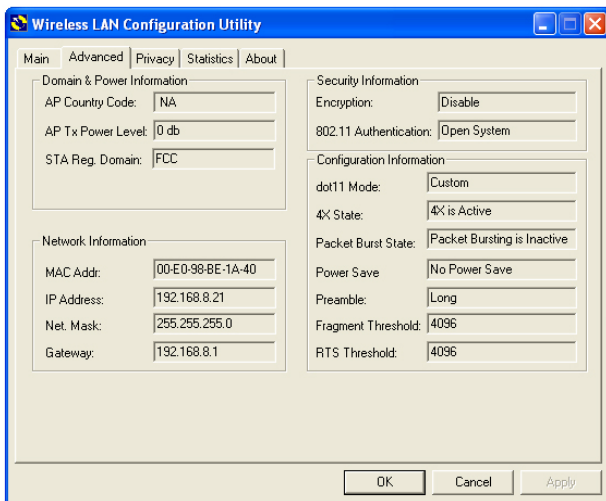 Wireless LAN Configuration Utility
Main Advanced Privacy Statistics About
Domain & Power Information
AP Country Code: NA
AP Tx Power Level: 0 db
STA Reg. Domain: FCC
Network Information
MAC Addr: 00-E0-98-BE-1A-40
IP Address: 192.168.8.21
Net. Mask: 255.255.255.0
Gateway: 192.168.8.1
Security Information
Encryption: Disable
802.11 Authentication: Open System
Configuration Information
dot11 Mode: Custom
4X State: 4X is Active
Packet Burst State: Packet Bursting is Inactive
Power Save No Power Save
Preamble: Long
Fragment Threshold: 4096
RTS Threshold: 4096
OK Cancel Apply